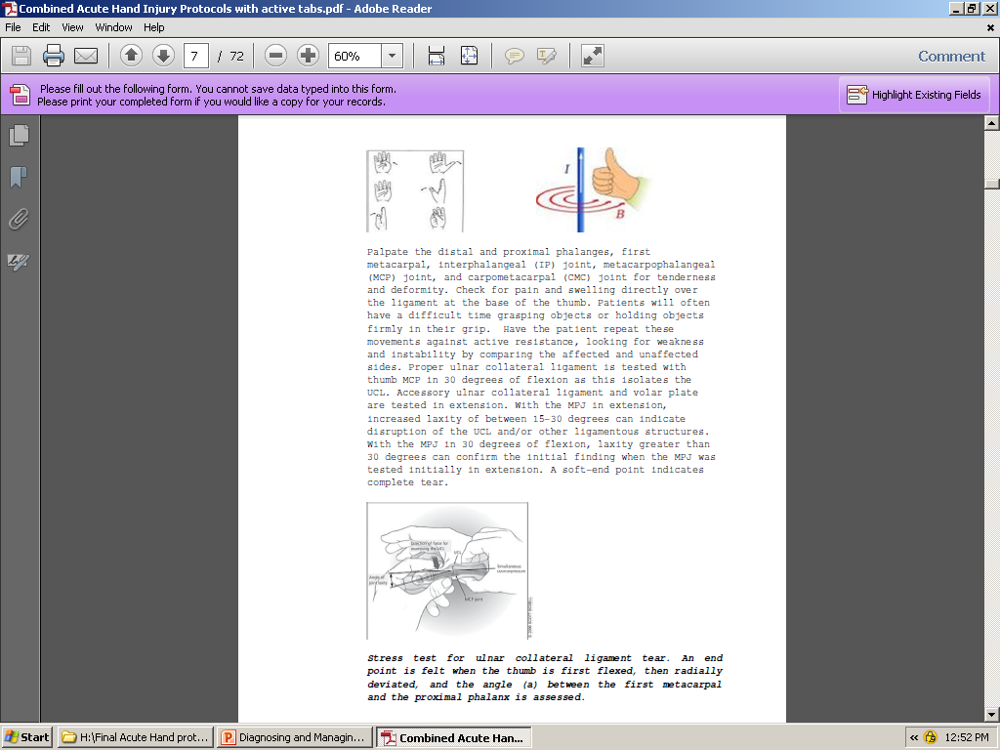 Combined Acute Hand Injury Protocols with active tabs.pdf - Adobe Reader
File Edit View Window Help
7 / 72 60% Comment
Please fill out the following form. You cannot save data typed into this form.
Please print your completed form if you would like a copy for your records.
Highlight Existing Fields
I
B
Palpate the distal and proximal phalanges, first
metacarpal, interphalangeal (IP) joint, metacarpophalangeal
(MCP) joint, and carpometacarpal (CMC) joint for tenderness
and deformity. Check for pain and swelling directly over
the ligament at the base of the thumb. Patients will often
have a difficult time grasping objects or holding objects
firmly in their grip. Have the patient repeat these
movements against active resistance, looking for weakness
and instability by comparing the affected and unaffected
sides. Proper ulnar collateral ligament is tested with
thumb MCP in 30 degrees of flexion as this isolates the
UCL. Accessory ulnar collateral ligament and volar plate
are tested in extension. With the MPJ in extension,
increased laxity of between 15-30 degrees can indicate
disruption of the UCL and/or other ligamentous structures.
With the MPJ in 30 degrees of flexion, laxity greater than
30 degrees can confirm the initial finding when the MPJ was
tested initially in extension. A soft-end point indicates
complete tear.
UCL
Angle of
joint laxity
Simultaneous
MCP joint
Stress test for ulnar collateral ligament tear. An end
point is felt when the thumb is first flexed, then radially
deviated, and the angle (a) between the first metacarpal
and the proximal phalanx is assessed.
Start H:\Final Acute Hand prot... Diagnosing and Managin... Combined Acute Han... « 12:52 PM